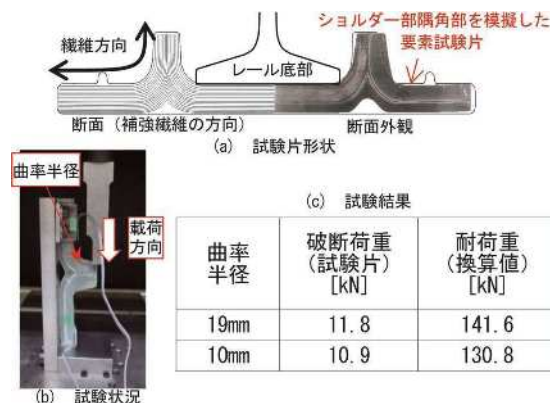 ショルダー部隅角部を模擬した
要素試験片
繊維方向
レール底部
断面（補強繊維の方向）
断面外観
(a) 試験片形状
曲率半径
載荷
方向
(b) 試験状況
(c) 試験結果
曲率
半径
破断荷重
(試験片)
[kN]
耐荷重
(換算値)
[kN]
19mm 11.8 141.6
10mm 10.9 130.8